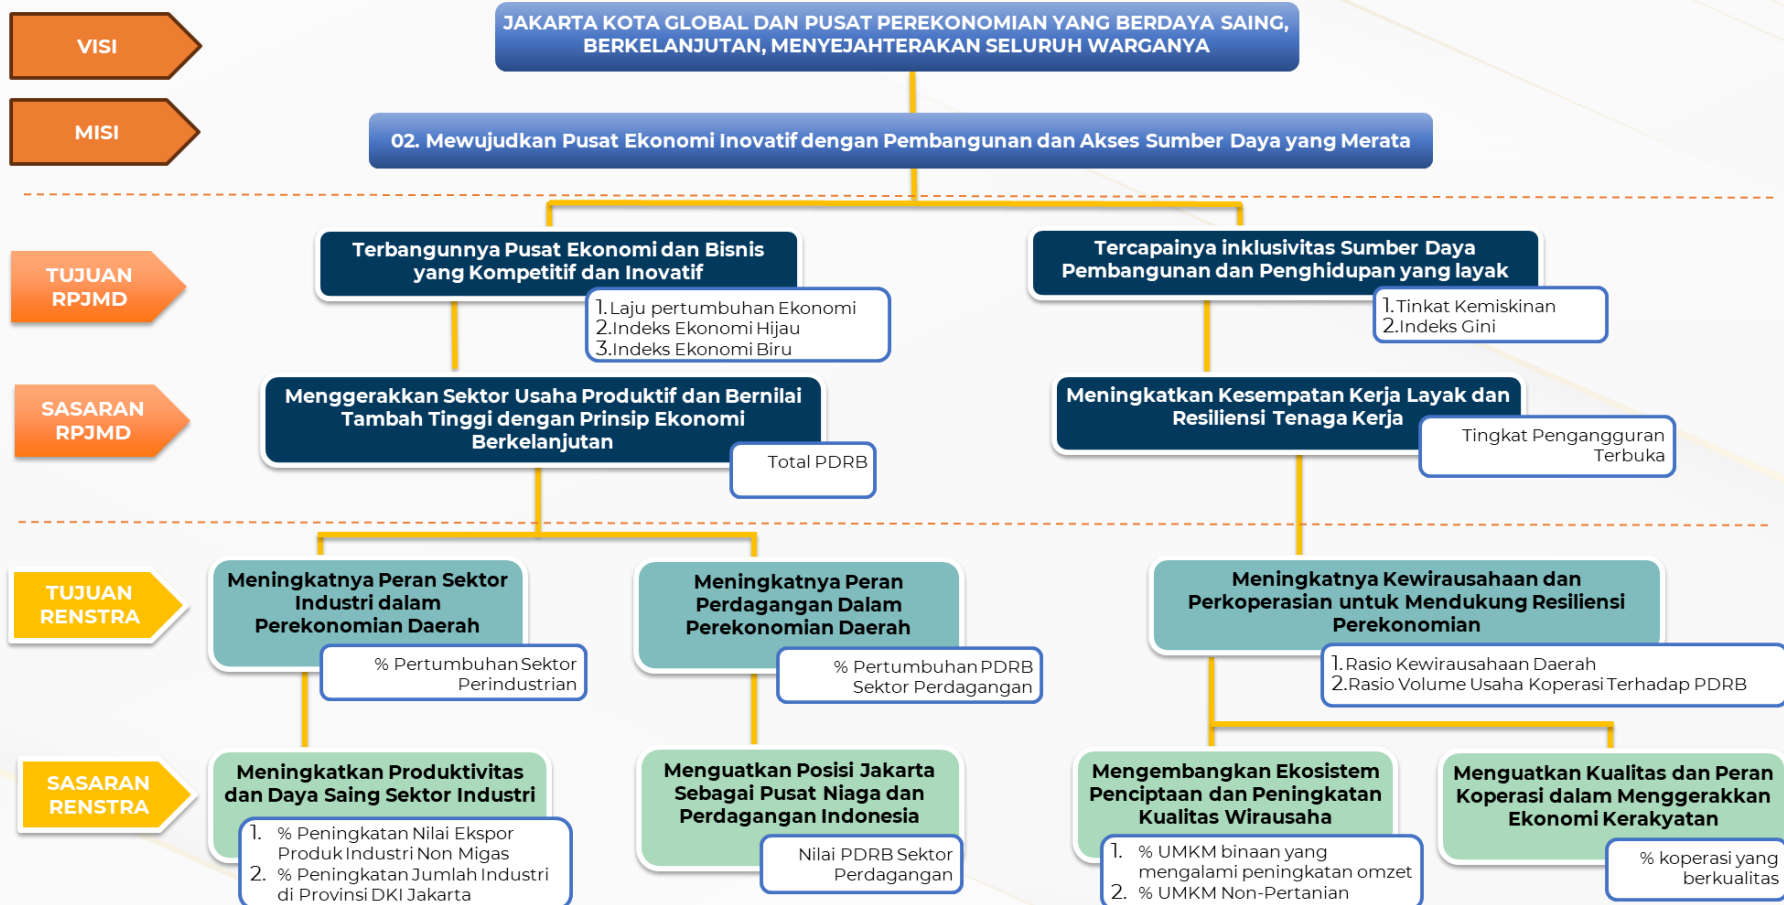 VISI
JAKARTA KOTA GLOBAL DAN PUSAT PEREKONOMIAN YANG BERDAYA SAING,
BERKELANJUTAN, MENYEJAHTERAKAN SELURUH WARGANYA
MISI
02. Mewujudkan Pusat Ekonomi Inovatif dengan Pembangunan dan Akses Sumber Daya yang Merata
TUJUAN
RPJMD
Terbangunnya Pusat Ekonomi dan Bisnis
yang Kompetitif dan Inovatif
1. Laju pertumbuhan Ekonomi
2. Indeks Ekonomi Hijau
3. Indeks Ekonomi Biru
Tercapainya inklusivitas Sumber Daya
Pembangunan dan Penghidupan yang layak
1. Tinkat Kemiskinan
2. Indeks Gini
SASARAN
RPJMD
Menggerakkan Sektor Usaha Produktif dan Bernilai
Tambah Tinggi dengan Prinsip Ekonomi
Berkelanjutan
Total PDRB
Meningkatkan Kesempatan Kerja Layak dan
Resiliensi Tenaga Kerja
Tingkat Pengangguran
Terbuka
TUJUAN
RENSTRA
Meningkatnya Peran Sektor
Industri dalam
Perekonomian Daerah
% Pertumbuhan Sektor
Perindustrian
Meningkatnya Peran
Perdagangan Dalam
Perekonomian Daerah
% Pertumbuhan PDRB
Sektor Perdagangan
Meningkatnya Kewirausahaan dan
Perkoperasian untuk Mendukung Resiliensi
Perekonomian
1. Rasio Kewirausahaan Daerah
2. Rasio Volume Usaha Koperasi Terhadap PDRB
SASARAN
RENSTRA
Meningkatkan Produktivitas
dan Daya Saing Sektor Industri
1. % Peningkatan Nilai Ekspor
Produk Industri Non Migas
2. % Peningkatan Jumlah Industri
di Provinsi DKI Jakarta
Menguatkan Posisi Jakarta
Sebagai Pusat Niaga dan
Perdagangan Indonesia
Nilai PDRB Sektor
Perdagangan
Mengembangkan Ekosistem
Penciptaan dan Peningkatan
Kualitas Wirausaha
1. % UMKM binaan yang
mengalami peningkatan omzet
2. % UMKM Non-Pertanian
Menguatkan Kualitas dan Peran
Koperasi dalam Menggerakkan
Ekonomi Kerakyatan
% koperasi yang
berkualitas